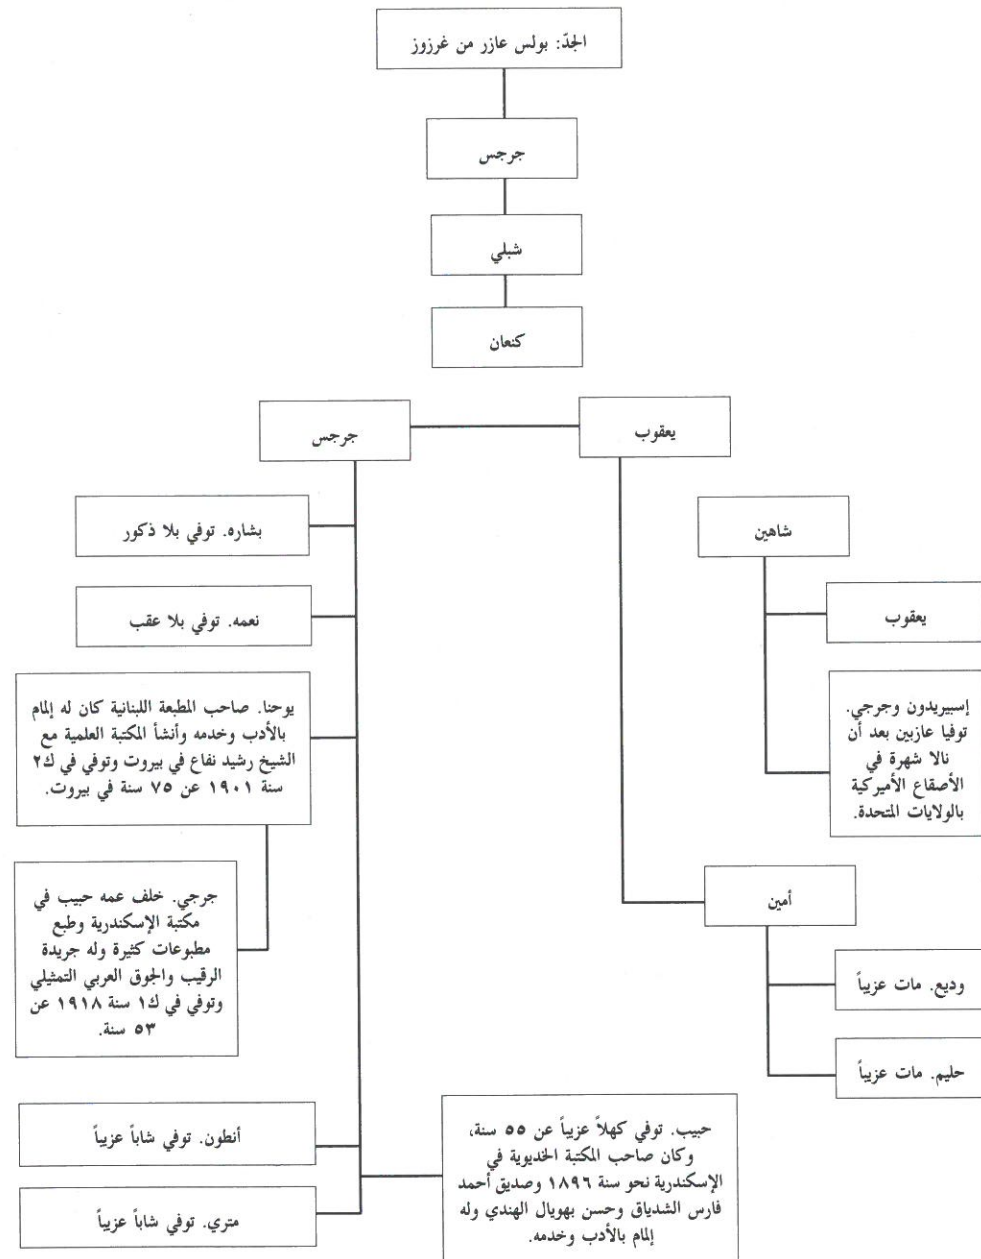 الجدّ: بولس عازر من غرزوز
جرجس
شبلي
كنعان
يعقوب
جرجس
شاهين
يعقوب
إسبيريدون وجرجي.
توفيا عازبين بعد أن
نالا شهرة في
الأصقاع الأميركية
بالولايات المتحدة.
أمين
وديع. مات عزيباً
حليم. مات عزيباً
بشاره. توفي بلا ذكور
نعمه. توفي بلا عقب
يوحنا. صاحب المطبعة اللبنانية كان له إلمام
بالأدب وخدمه وأنشأ المكتبة العلمية مع
الشيخ رشيد نفاع في بيروت وتوفي في ك٢
سنة ١٩٠١ عن ٧٥ سنة في بيروت.
جرجي. خلف عمه حبيب في
مكتبة الإسكندرية وطبع
مطبوعات كثيرة وله جريدة
الرقيب والجوق العربي التمثيلي
وتوفي في ك١ سنة ١٩١٨ عن
٥٣ سنة.
أنطون. توفي شاباً عزيباً
متري. توفي شاباً عزيباً
حبيب. توفي كهلاً عزيباً عن ٥٥ سنة،
وكان صاحب المكتبة الخديوية في
الإسكندرية نحو سنة ١٨٩٦ وصديق أحمد
فارس الشدياق وحسن بهوبال الهندي وله
إلمام بالأدب وخدمه.